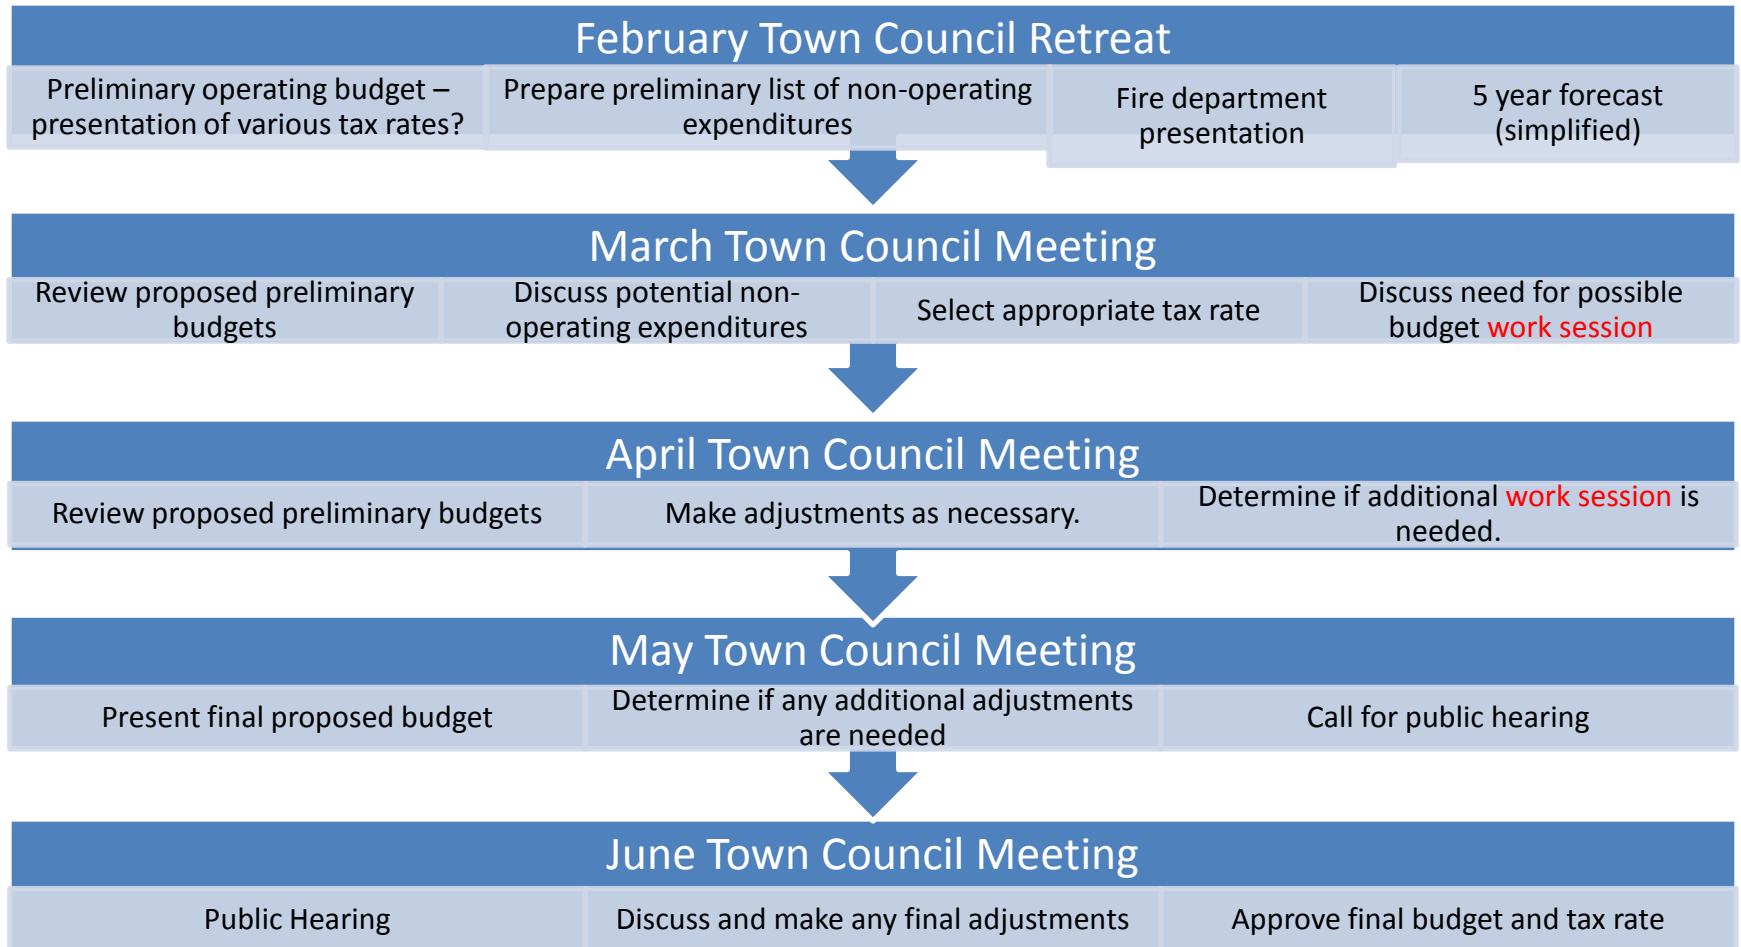 February Town Council Retreat
Preliminary operating budget –
presentation of various tax rates?
Prepare preliminary list of non-operating
expenditures
Fire department
presentation
5 year forecast
(simplified)
March Town Council Meeting
Review proposed preliminary
budgets
Discuss potential non-
operating expenditures
Select appropriate tax rate
Discuss need for possible
budget work session
April Town Council Meeting
Review proposed preliminary budgets
Make adjustments as necessary.
Determine if additional work session is
needed.
May Town Council Meeting
Present final proposed budget
Determine if any additional adjustments
are needed
Call for public hearing
June Town Council Meeting
Public Hearing
Discuss and make any final adjustments
Approve final budget and tax rate